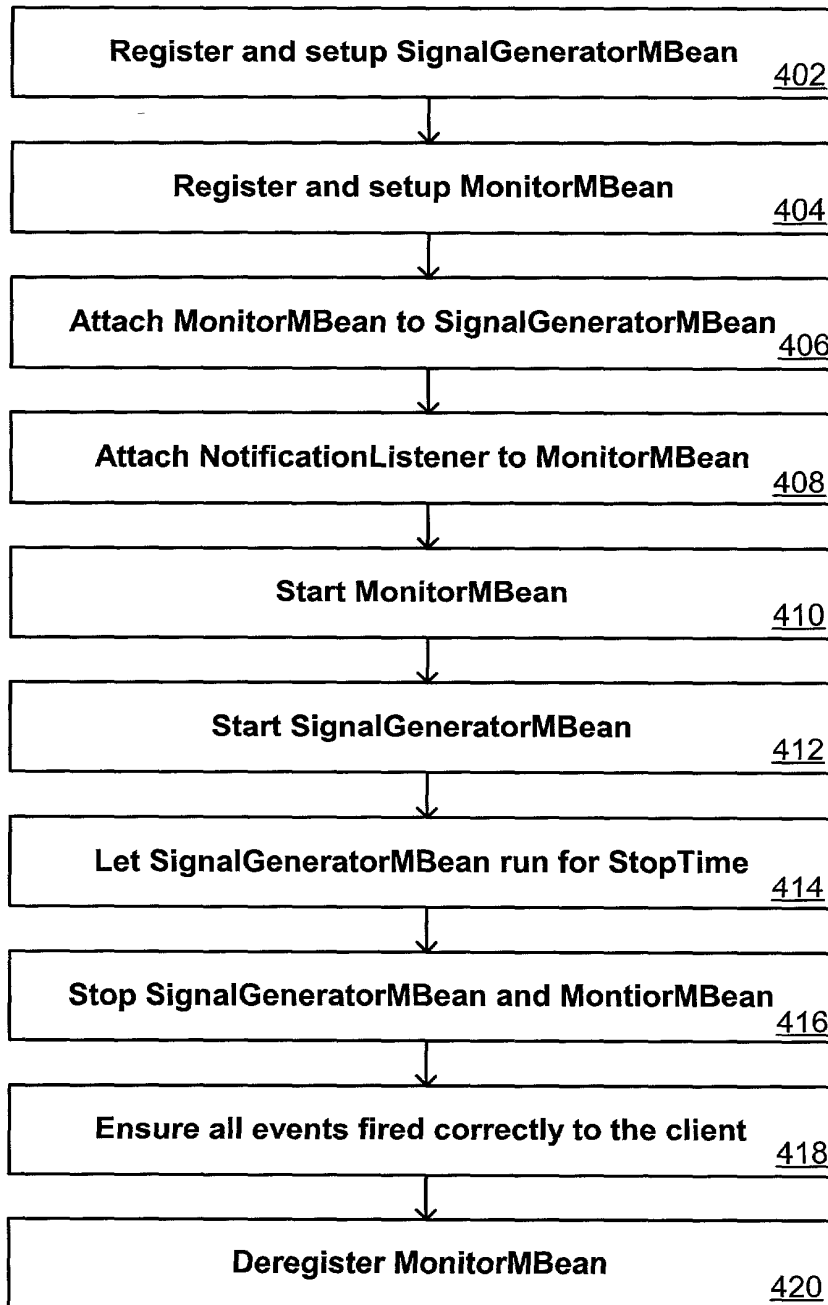 Register and setup SignalGeneratorMBean
402
Register and setup MonitorMBean
404
Attach MonitorMBean to SignalGeneratorMBean
406
Attach NotificationListener to MonitorMBean
408
Start MonitorMBean
410
Start SignalGeneratorMBean
412
Let SignalGeneratorMBean run for StopTime
414
Stop SignalGeneratorMBean and MontiorMBean
416
Ensure all events fired correctly to the client
418
Deregister MonitorMBean
420